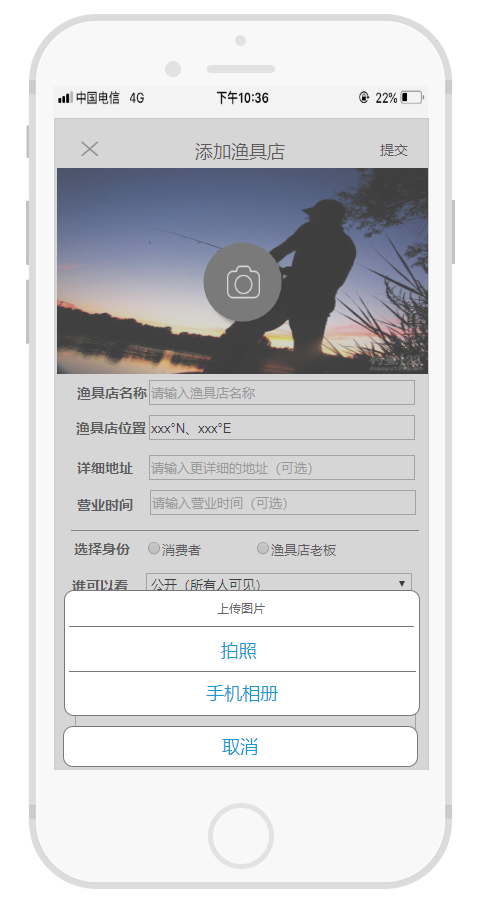 中国电信 4G 下午10:36 22%
添加渔具店 提交
渔具店名称 请输入渔具店名称
渔具店位置 xxx°N、xxx°E
详细地址 请输入更详细的地址（可选）
营业时间 请输入营业时间（可选）
选择身份 消费者 渔具店老板
谁可以看 公开（所有人可见）
上传图片
拍照
手机相册
取消